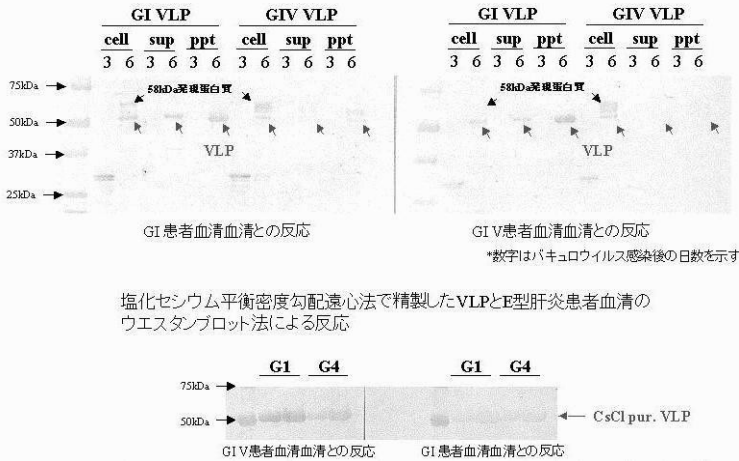 GI VLP GIV VLP GI VLP GIV VLP
cell sup ppt cell sup ppt cell sup ppt cell sup ppt
3 6 3 6 3 6 3 6 3 6 3 6 3 6 3 6 3 6 3 6 3 6 3 6
75kDa
58kDa発現蛋白質 58kDa発現蛋白質
50kDa
VLP VLP
37kDa
25kDa
GI 患者血清血清との反応 GI V患者血清血清との反応
*数字はバキュロウイルス感染後の日数を示す
塩化セシウム平衡密度勾配遠心法で精製したVLPとE型肝炎患者血清の
ウエスタンブロット法による反応
G1 G4 G1 G4
75kDa
50kDa CsCl pur. VLP
GI V患者血清血清との反応 GI 患者血清血清との反応